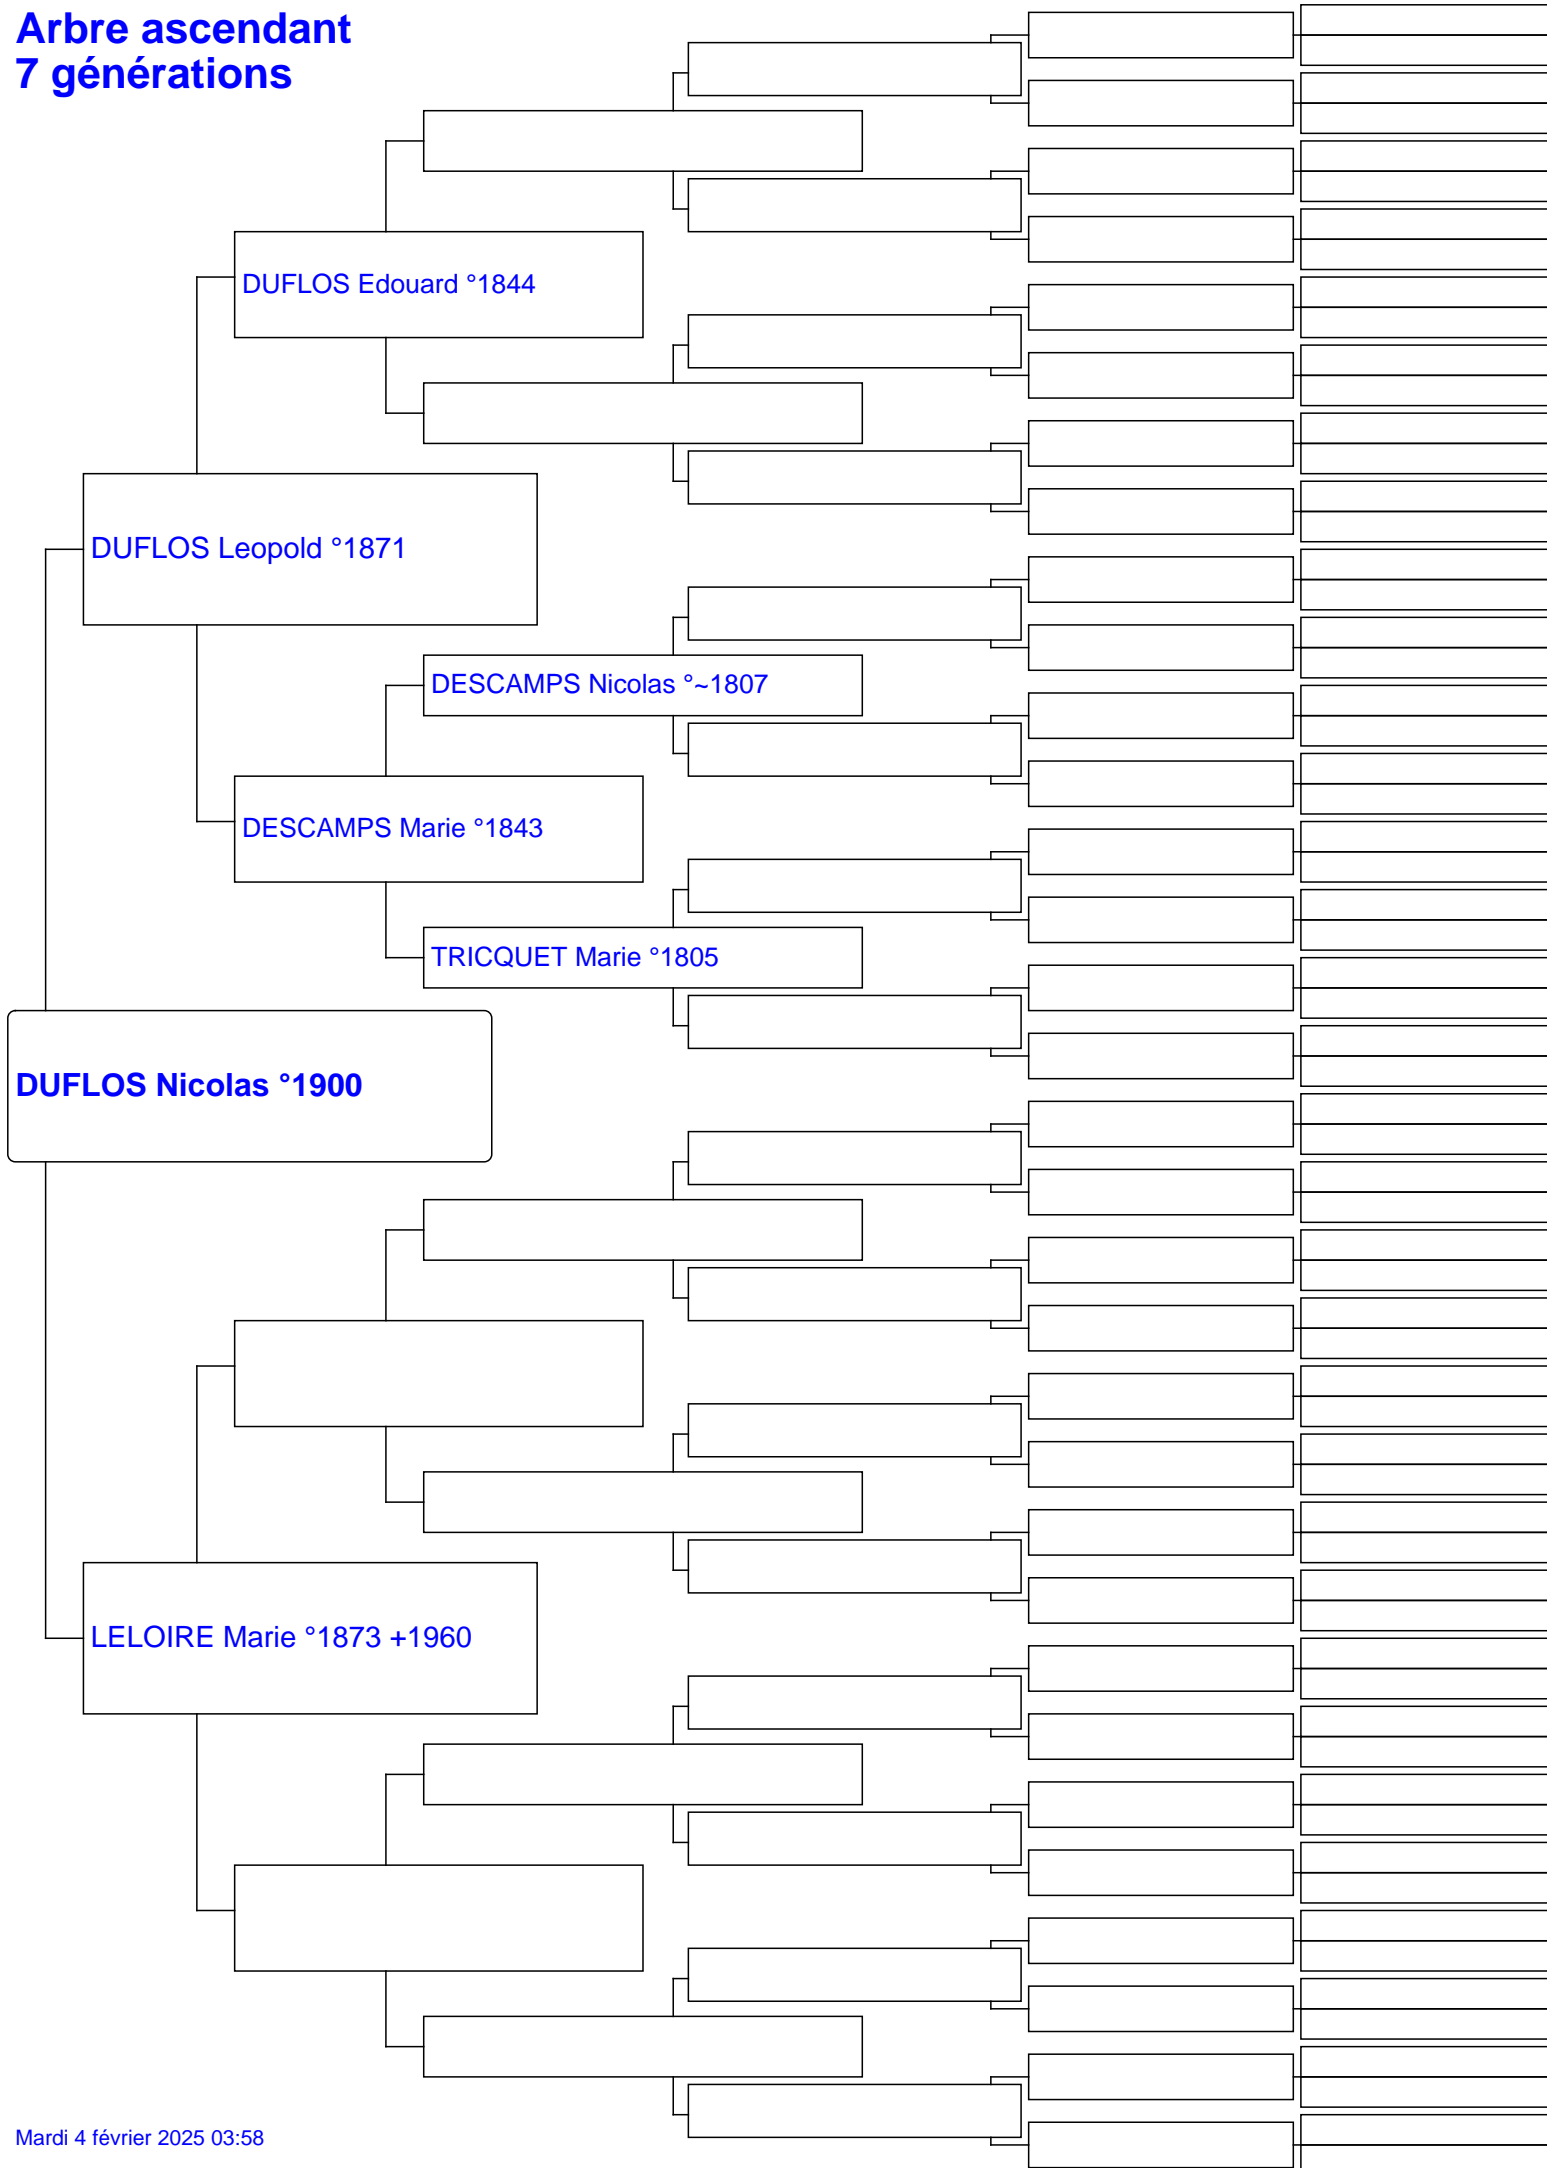 Arbre ascendant
7 générations
DUFLOS Edouard °1844
DUFLOS Leopold °1871
DESCAMPS Nicolas °~1807
DESCAMPS Marie °1843
TRICQUET Marie °1805
DUFLOS Nicolas °1900
LELOIRE Marie °1873 +1960
Mardi 4 février 2025 03:58